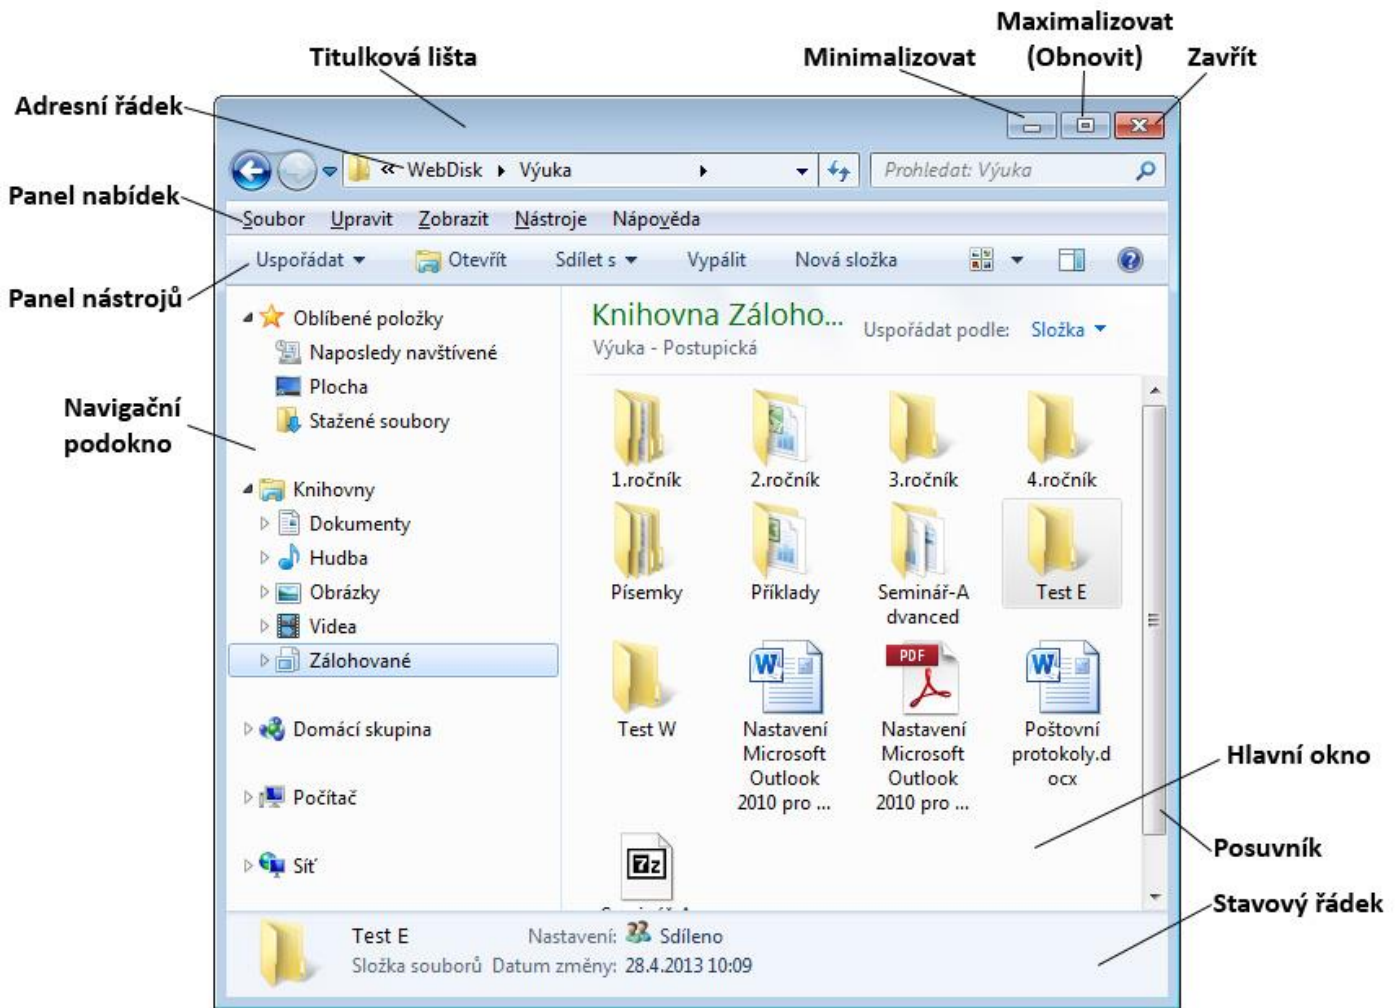 Maximalizovat
Titulková lišta
Minimalizovat
(Obnovit)
Zavřít
Adresní řádek
« WebDisk
Výuka
Prohledat: Výuka
Panel nabídek
Soubor Upravit Zobrazit Nástroje Nápověda
Uspořádat
Otevřít
Sdílet s
Vypálit
Nová složka
Panel nástrojů
Oblíbené položky
Naposledy navštívené
Plocha
Stažené soubory
Navigační
podokno
Knihovny
Dokumenty
Hudba
Obrázky
Videa
Zálohované
Domácí skupina
Počítač
Síť
Knihovna Záloho...
Výuka - Postupická
Uspořádat podle: Složka
1.ročník
2.ročník
3.ročník
4.ročník
Písemky
Příklady
Seminář-A
dvanced
Test E
Test W
Nastavení
Microsoft
Outlook
2010 pro ...
PDF
Nastavení
Microsoft
Outlook
2010 pro ...
Poštovní
protokoly.d
ocx
7z
Hlavní okno
Posuvník
Stavový řádek
Test E
Nastavení: Sdíleno
Složka souborů Datum změny: 28.4.2013 10:09